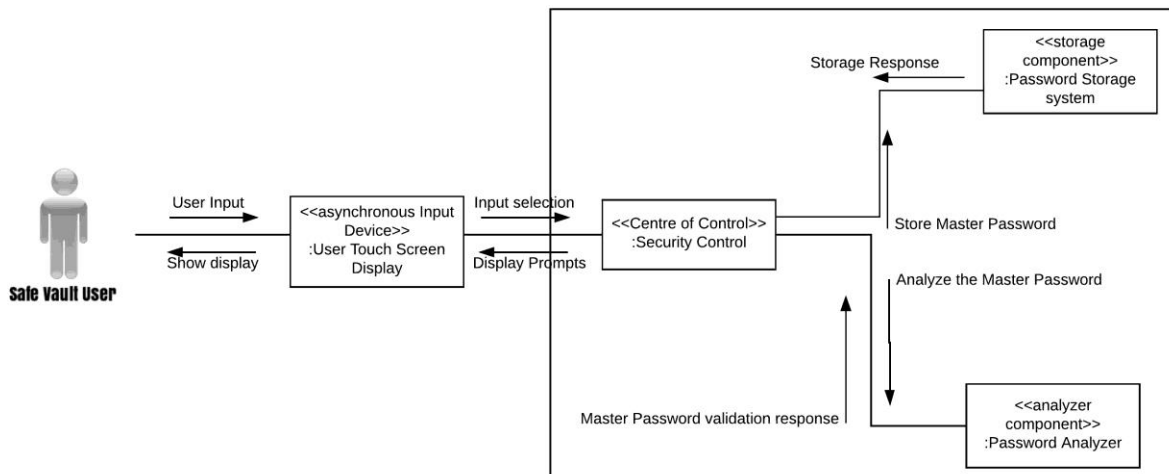 Safe Vault User
User Input
Show display
<<asynchronous Input
Device>>
:User Touch Screen
Display
Input selection
Display Prompts
<<Centre of Control>>
:Security Control
Storage Response
<<storage
component>>
:Password Storage
system
Store Master Password
Analyze the Master Password
Master Password validation response
<<analyzer
component>>
:Password Analyzer